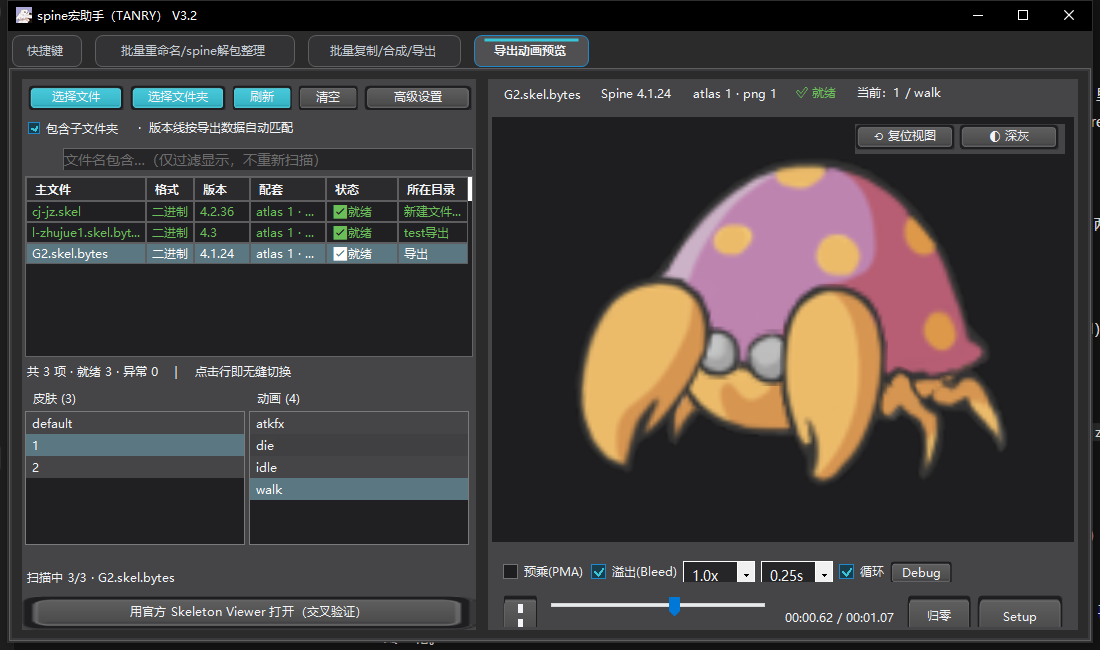 spine宏助手（TANRY） V3.2
快捷键 批量重命名/spine解包整理 批量复制/合成/导出 导出动画预览
选择文件 选择文件夹 刷新 清空 高级设置
包含子文件夹 · 版本线按导出数据自动匹配
文件名包含...（仅过滤显示，不重新扫描）
主文件 格式 版本 配套 状态 所在目录
cj-jz.skel 二进制 4.2.36 atlas 1 · ... 就绪 新建文件...
l-zhujue1.skel.byt... 二进制 4.3 atlas 1 · ... 就绪 test导出
G2.skel.bytes 二进制 4.1.24 atlas 1 · ... 就绪 导出
共 3 项 · 就绪 3 · 异常 0 | 点击行即无缝切换
皮肤 (3)
default
1
2
动画 (4)
atkfx
die
idle
walk
扫描中 3/3 · G2.skel.bytes
用官方 Skeleton Viewer 打开（交叉验证）
G2.skel.bytes Spine 4.1.24 atlas 1 · png 1 就绪 当前：1 / walk
复位视图 深灰
预乘(PMA) 溢出(Bleed) 1.0x 0.25s 循环 Debug
00:00.62 / 00:01.07 归零 Setup